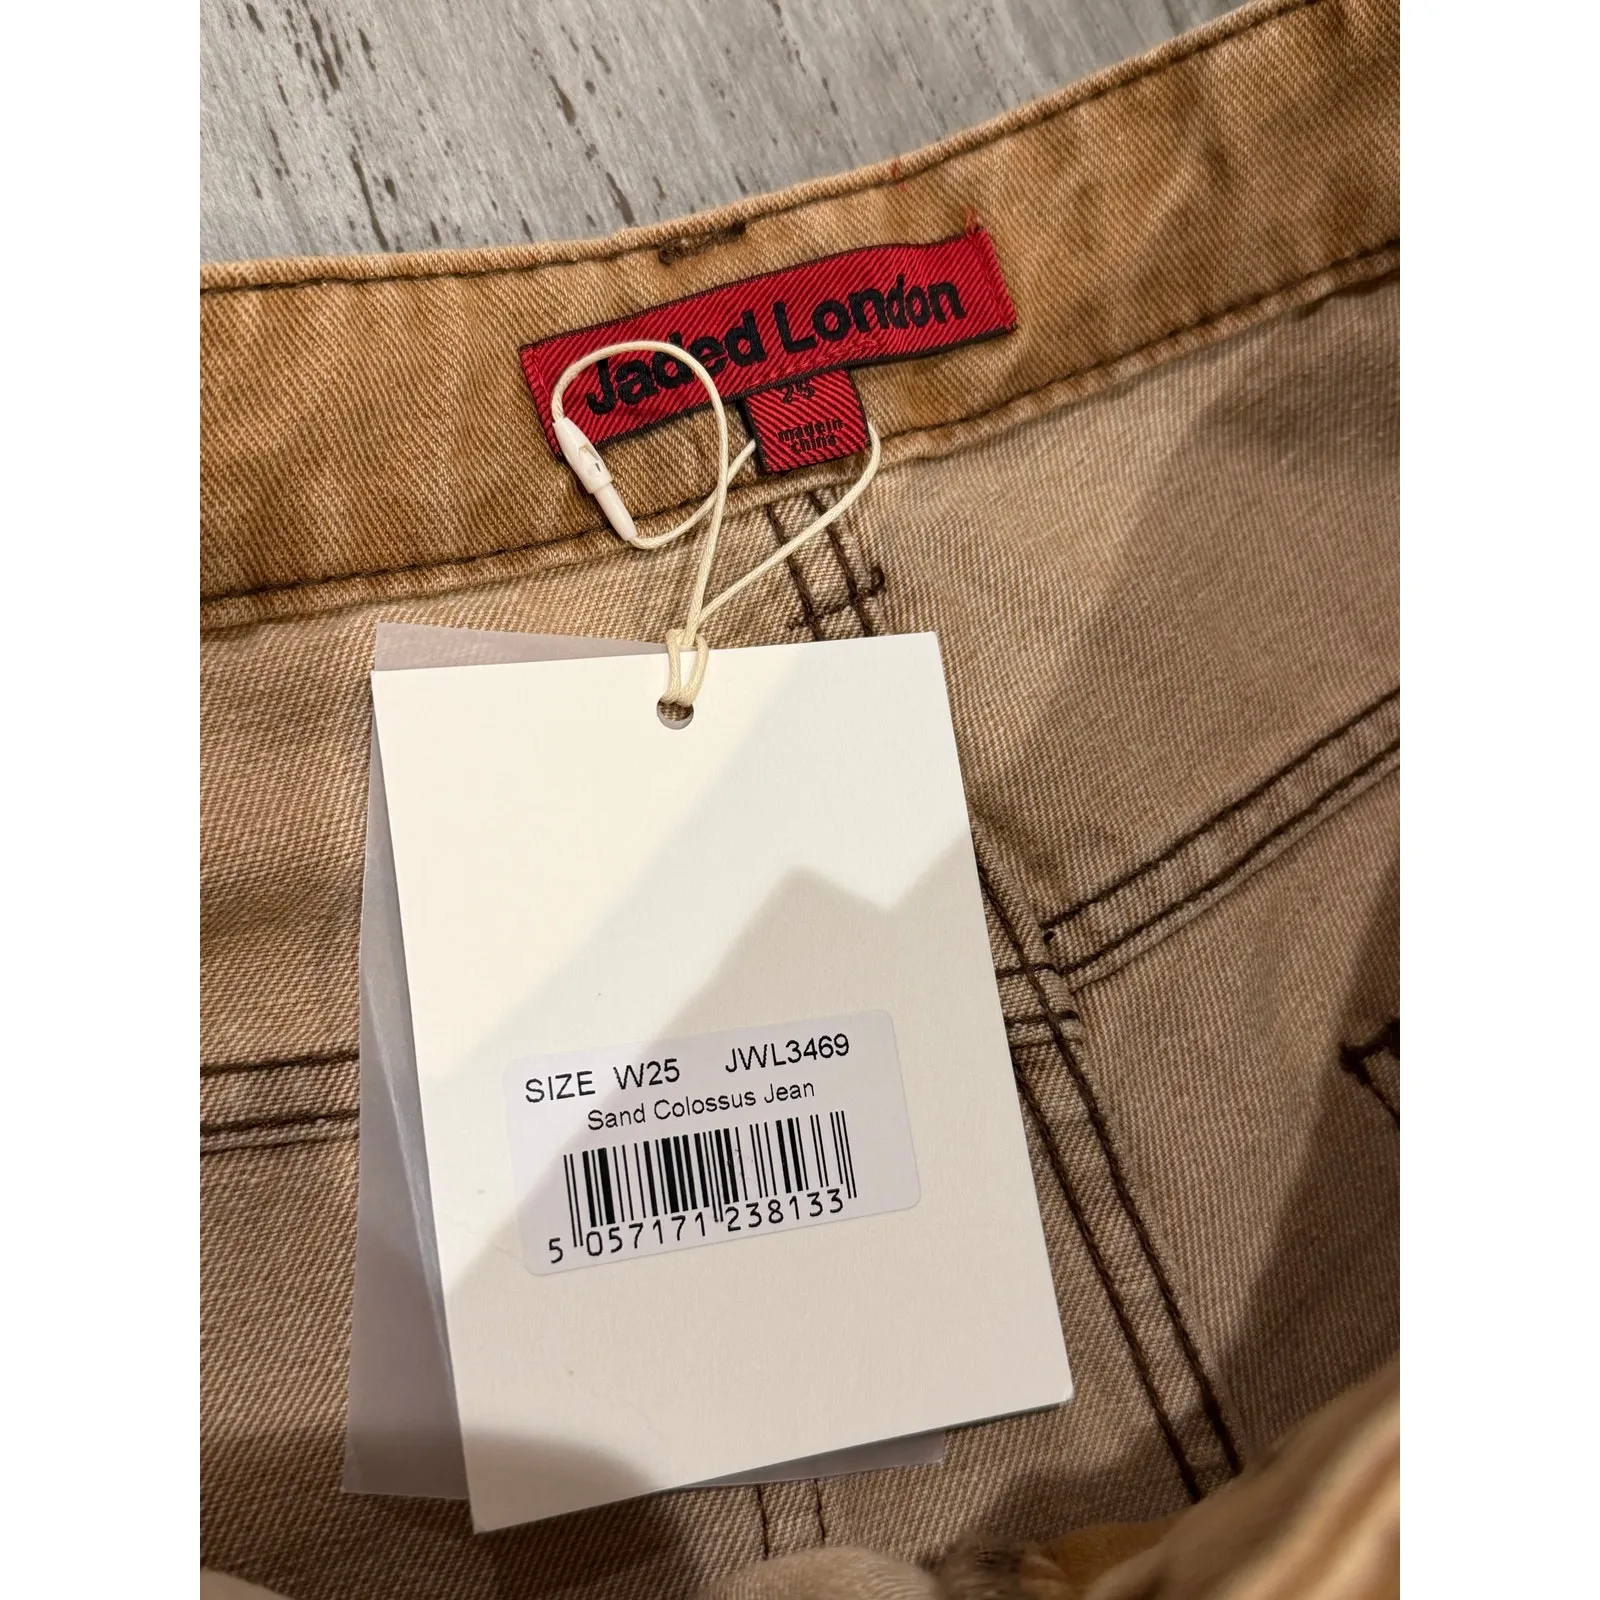 Jaded London
25
made in
china
SIZE W25 JWL3469
Sand Colossus Jean
5 057171 238133